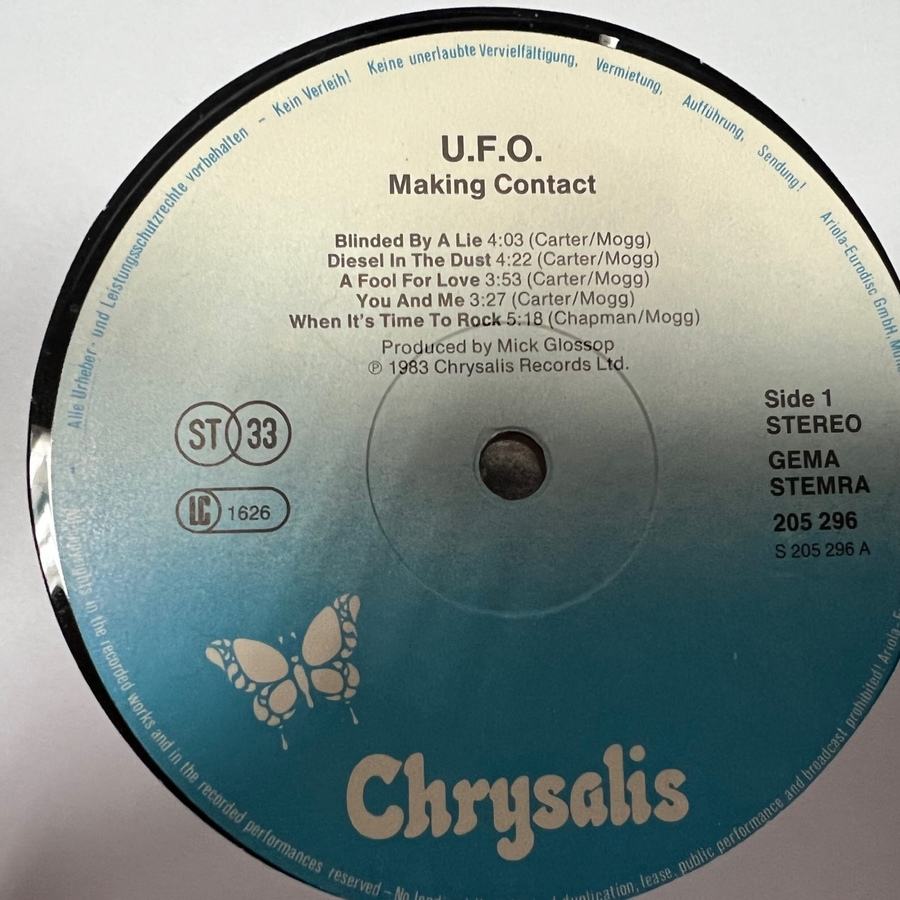 Alle Urheber- und Leistungsschutzrechte vorbehalten – Kein Verleih! Keine unerlaubte Vervielfältigung, Vermietung, Aufführung, Sendung! Ariola-Eurodisc GmbH,
U.F.O.
Making Contact
Blinded By A Lie 4:03 (Carter/Mogg)
Diesel In The Dust 4:22 (Carter/Mogg)
A Fool For Love 3:53 (Carter/Mogg)
You And Me 3:27 (Carter/Mogg)
When It's Time To Rock 5:18 (Chapman/Mogg)
Produced by Mick Glossop
℗ 1983 Chrysalis Records Ltd.
ST 33
LC 1626
Side 1
STEREO
GEMA
STEMRA
205 296
S 205 296 A
Chrysalis
in the recorded works and in the recorded performances reserved – No duplication, lease, public performance and broadcast prohibited! Ariola